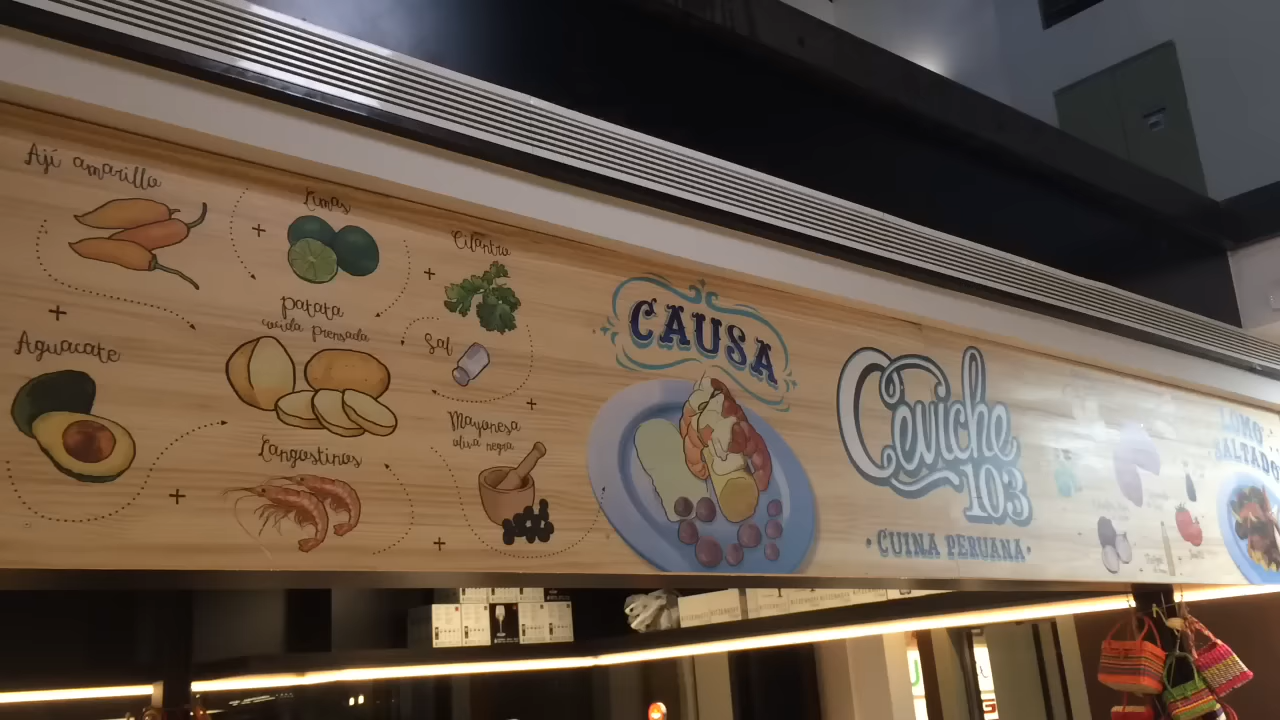 Ají amarillo
Limas
Cilantro
patata
cocida prensada
Sal
Aguacate
Langostinos
Mayonesa
oliva negra
CAUSA
Ceviche
103
CUINA PERUANA
LOMO
SALTADO